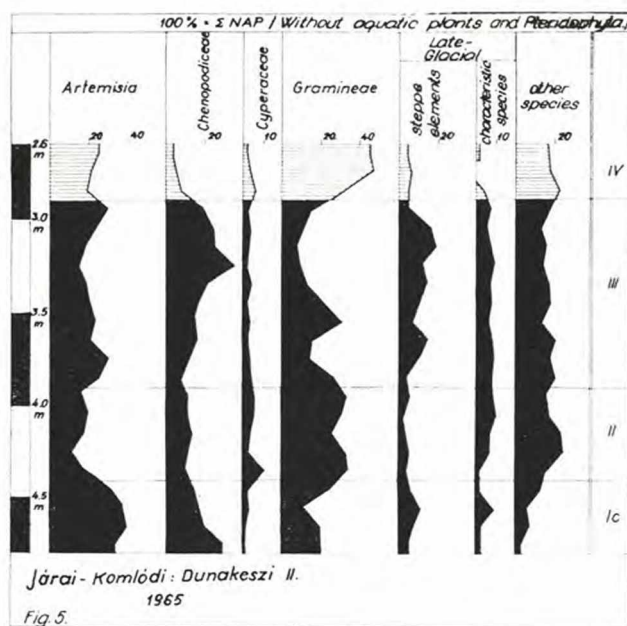 100% = Σ NAP / Without aquatic plants and Pteridophyta/
Late-Glacial
Artemisia
Chenopodiceae
Cyperaceae
Gramineae
steppe elements
characteristic species
other species
20 40
20
10
20 40
20
10
20
2.6 m
3.0 m
3.5 m
4.0 m
4.5 m
IV
III
II
Ic
Járai-Komlódi: Dunakeszi II.
1965
Fig. 5.